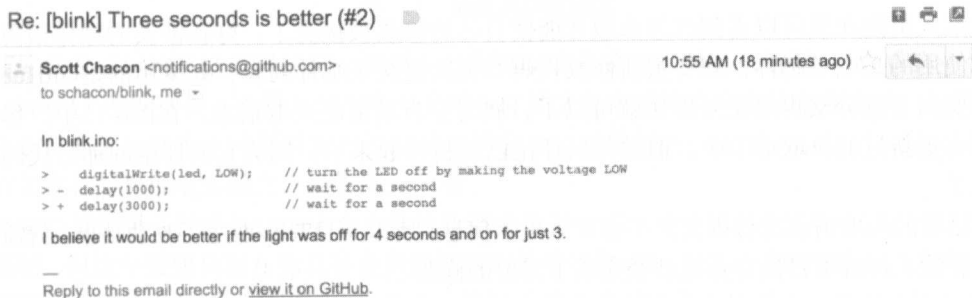 Re: [blink] Three seconds is better (#2)
Scott Chacon <notifications@github.com>
10:55 AM (18 minutes ago)
to schacon/blink, me
In blink.ino:
>    digitalWrite(led, LOW);    // turn the LED off by making the voltage LOW
> -  delay(1000);               // wait for a second
> +  delay(3000);               // wait for a second
I believe it would be better if the light was off for 4 seconds and on for just 3.
—
Reply to this email directly or view it on GitHub.